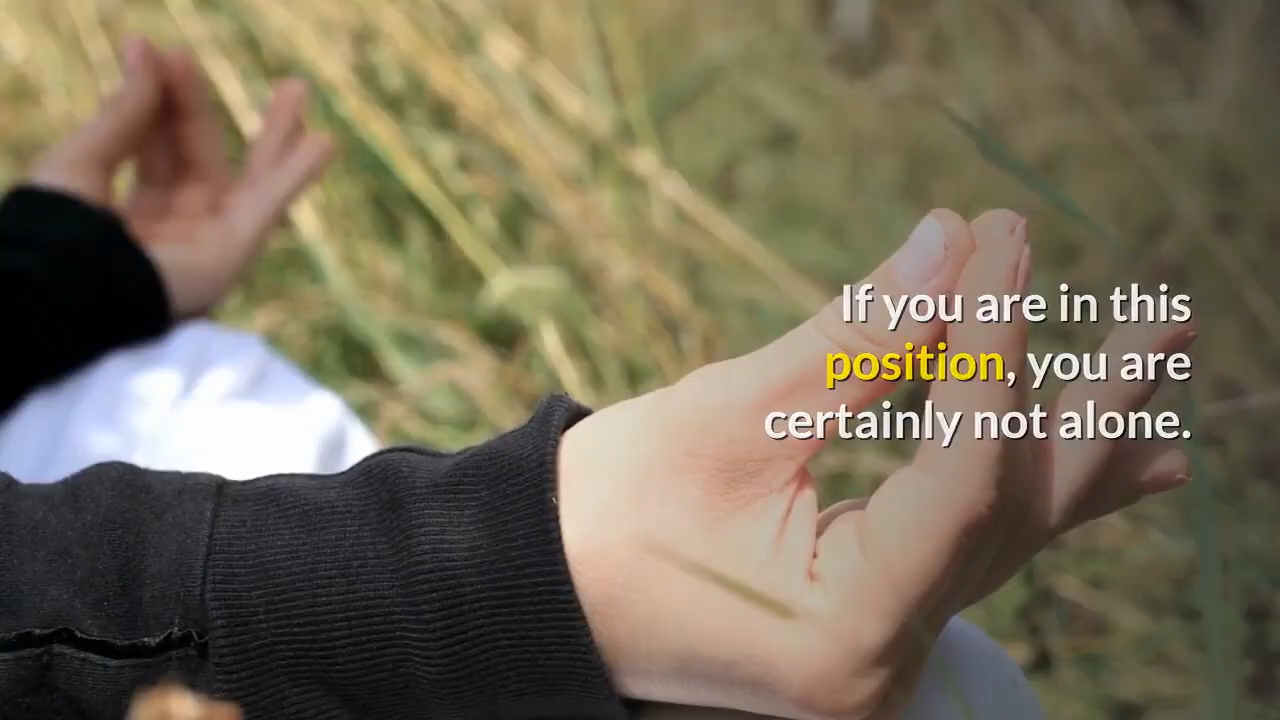 If you are in this
position, you are
certainly not alone.